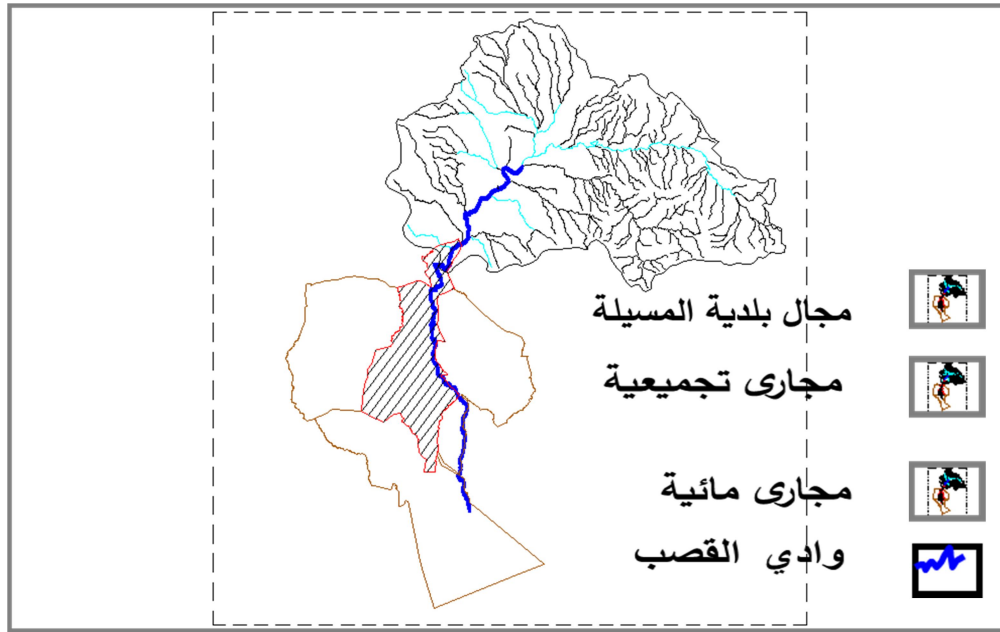 مجال بلدية المسيلة
مجارى تجميعية
مجارى مائية
وادي القصب